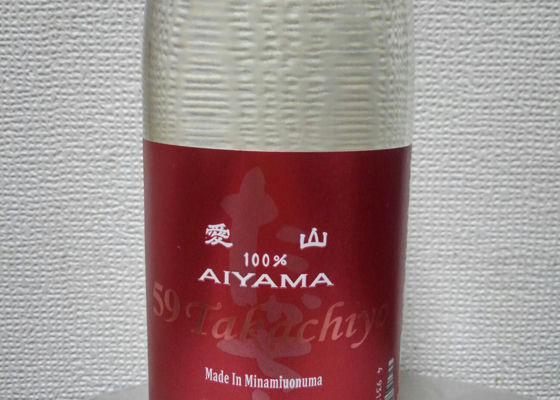 愛 山
100%
AIYAMA
59 Takachiyo
Made In Minamiuonuma